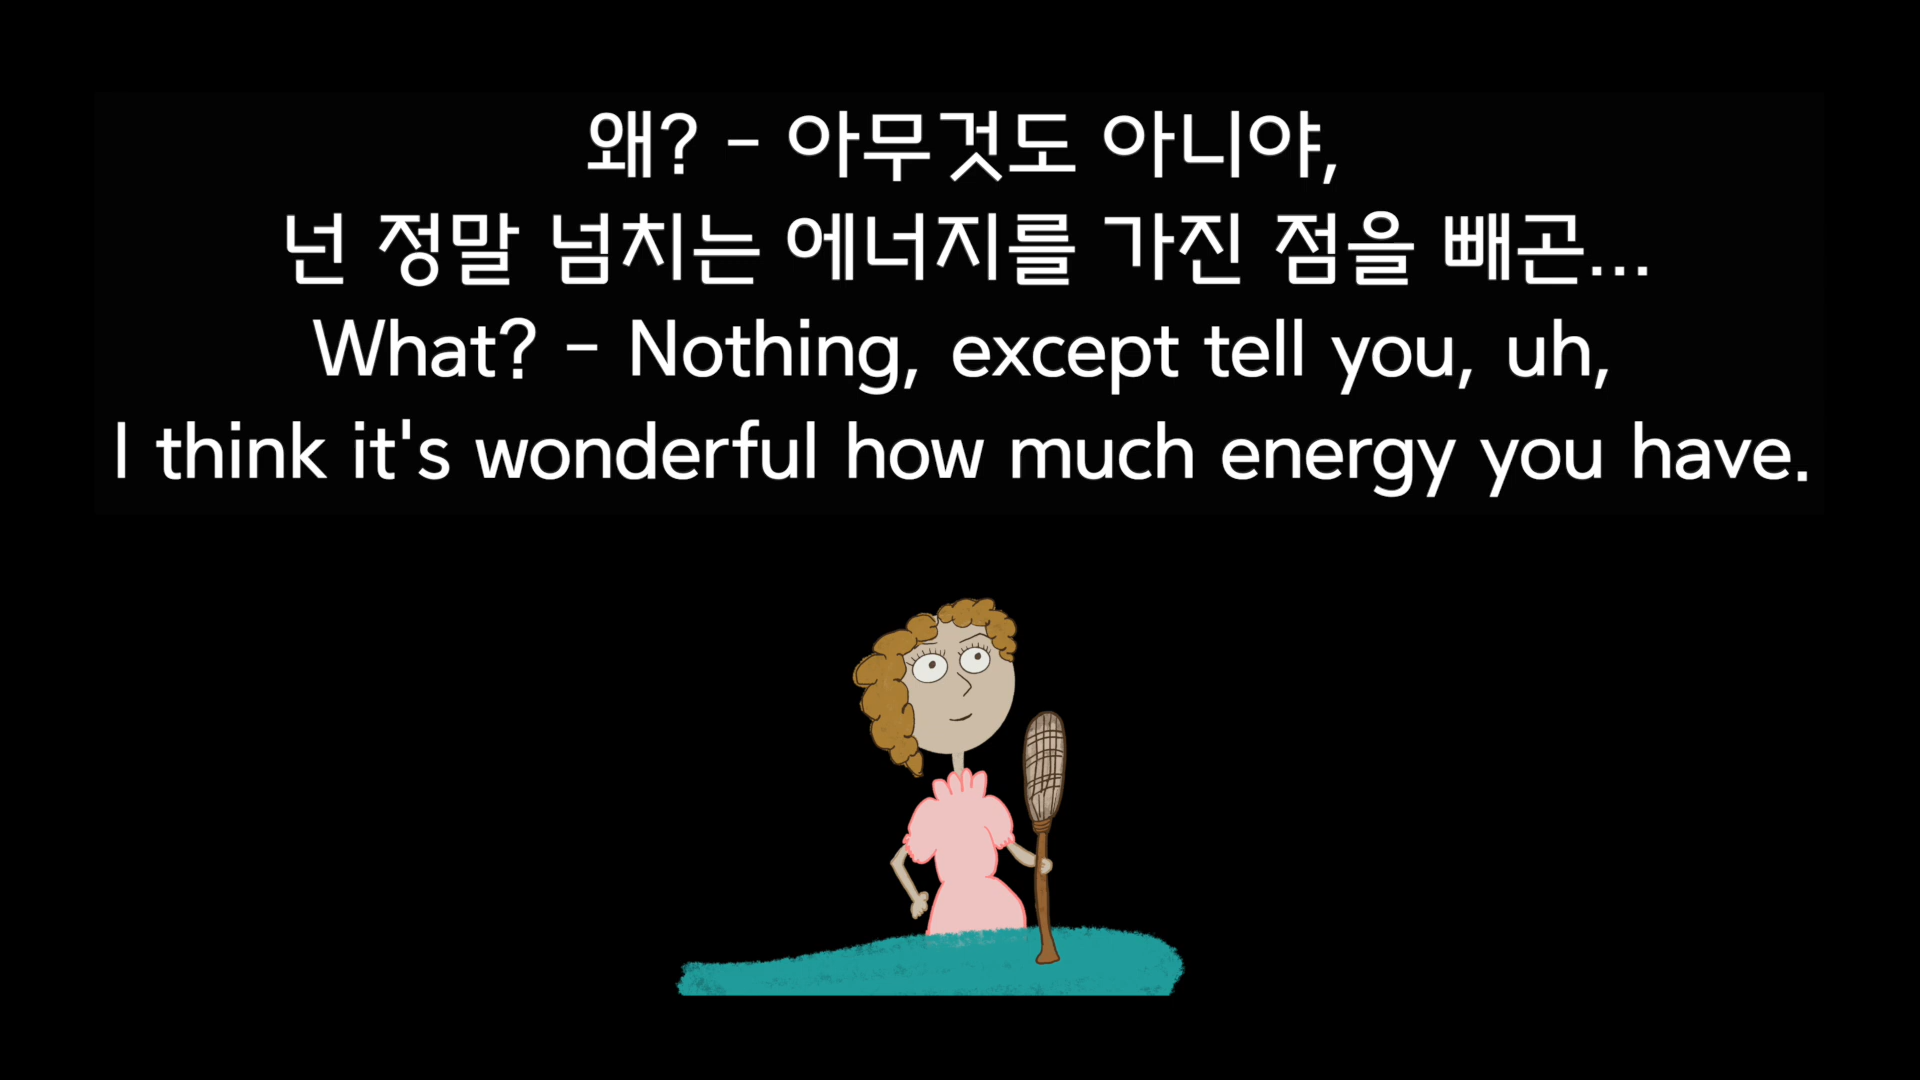 왜? - 아무것도 아니야,
넌 정말 넘치는 에너지를 가진 점을 빼곤...
What? - Nothing, except tell you, uh,
I think it's wonderful how much energy you have.